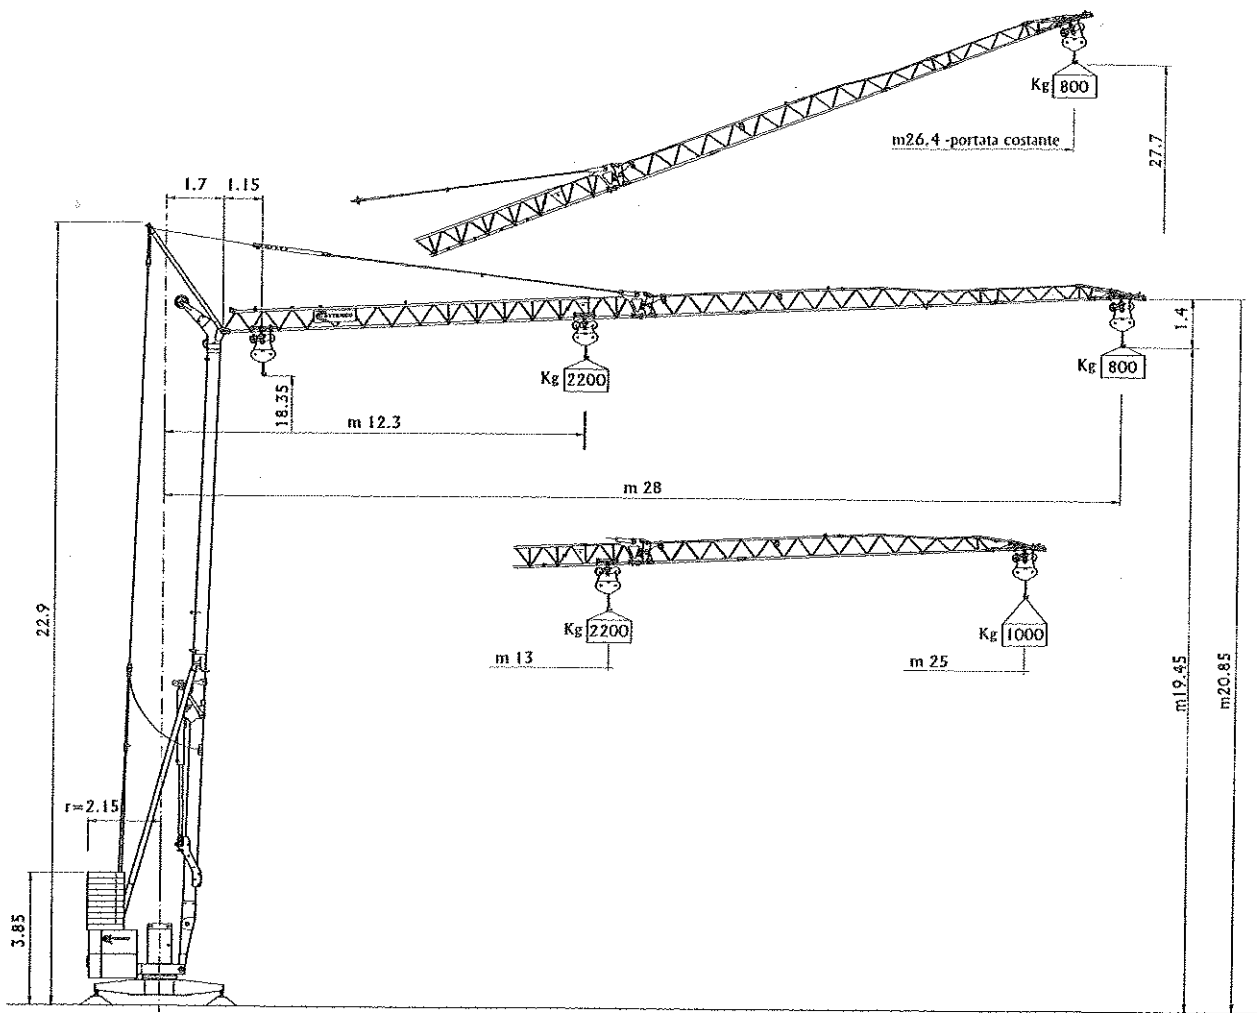 Kg 800
m26,4 -portata costante
27.7
1.7
1.15
Kg 2200
Kg 800
1.4
18.35
m 12.3
m 28
22.9
Kg 2200
Kg 1000
m 13
m 25
m19.45
m20.85
r=2.15
3.85